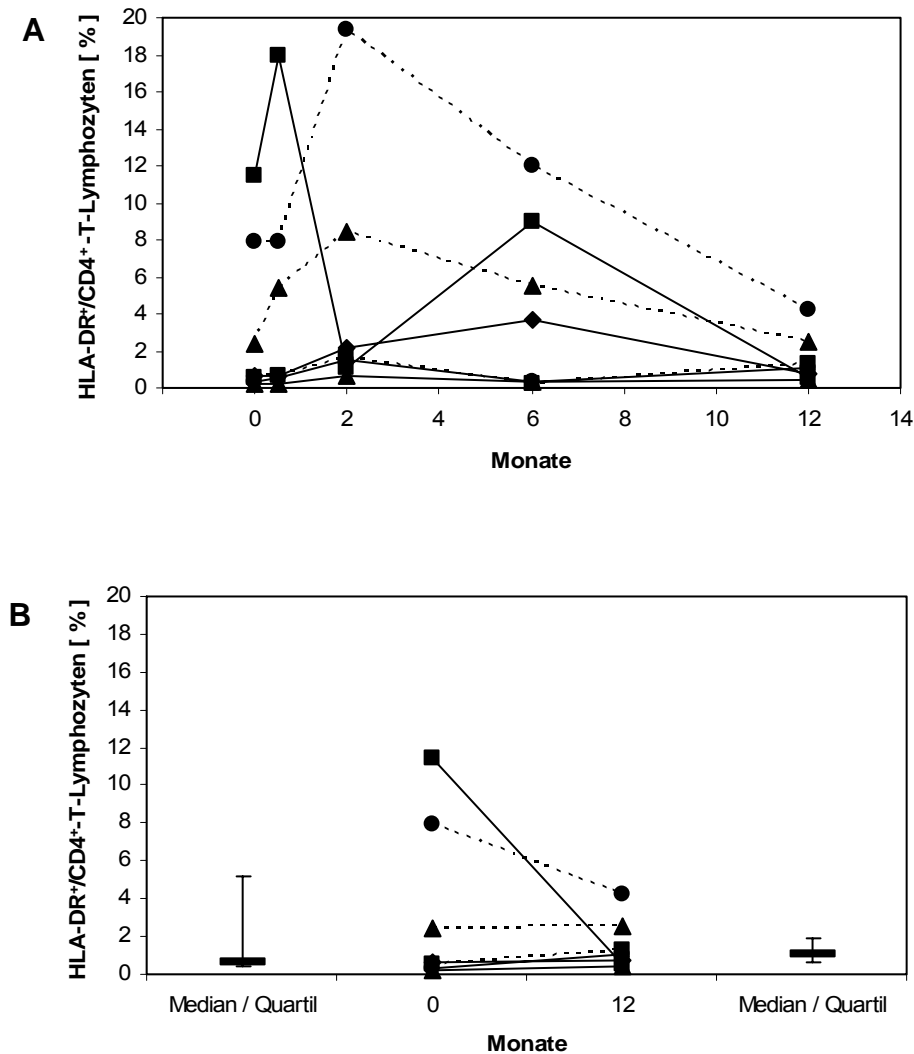 A
HLA-DR⁺/CD4⁺-T-Lymphozyten [ %]
20
18
16
14
12
10
8
6
4
2
0
0 2 4 6 8 10 12 14
Monate
B
HLA-DR⁺/CD4⁺-T-Lymphozyten [ %]
20
18
16
14
12
10
8
6
4
2
0
Median / Quartil 0 12 Median / Quartil
Monate